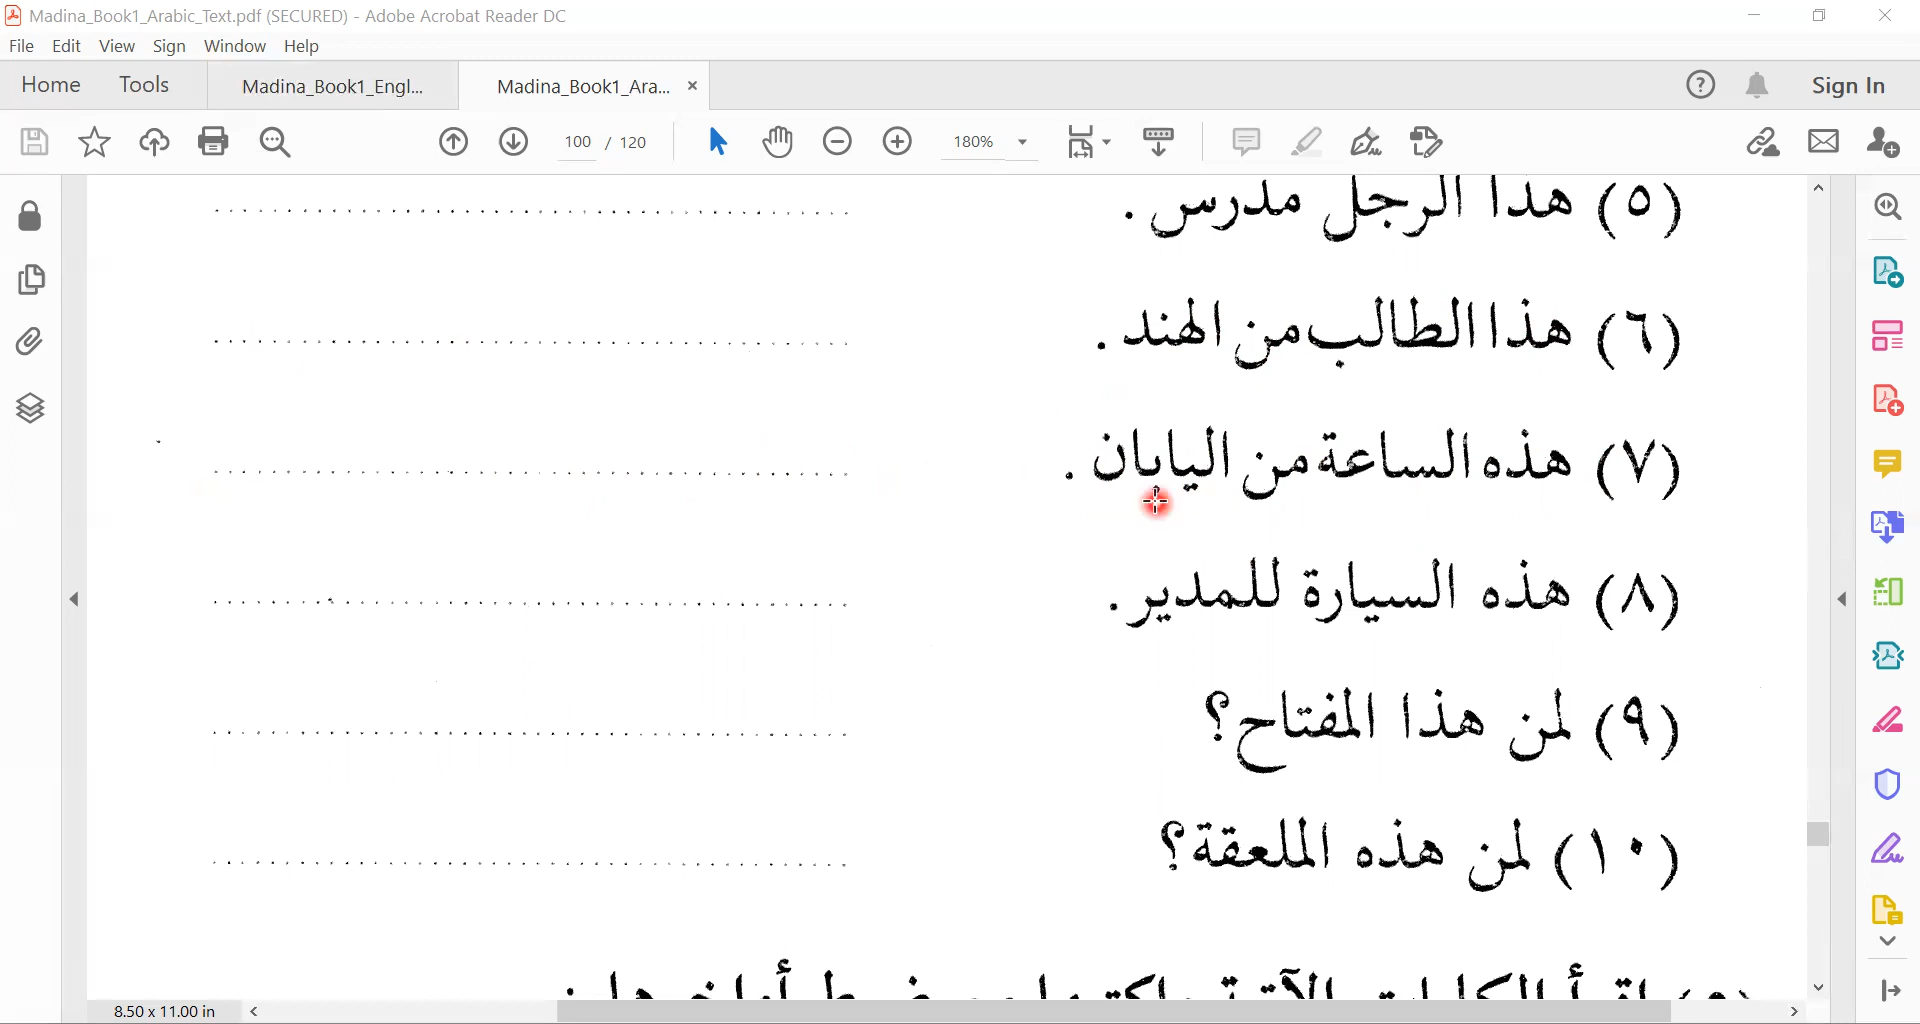 Madina_Book1_Arabic_Text.pdf (SECURED) - Adobe Acrobat Reader DC
File Edit View Sign Window Help
Home Tools Madina_Book1_Engl... Madina_Book1_Ara... × Sign In
100 / 120 180%
(٥) هذا الرجل مدرس .
(٦) هذا الطالب من الهند .
(٧) هذه الساعة من اليابان .
(٨) هذه السيارة للمدير .
(٩) لمن هذا المفتاح؟
(١٠) لمن هذه الملعقة؟
8.50 x 11.00 in